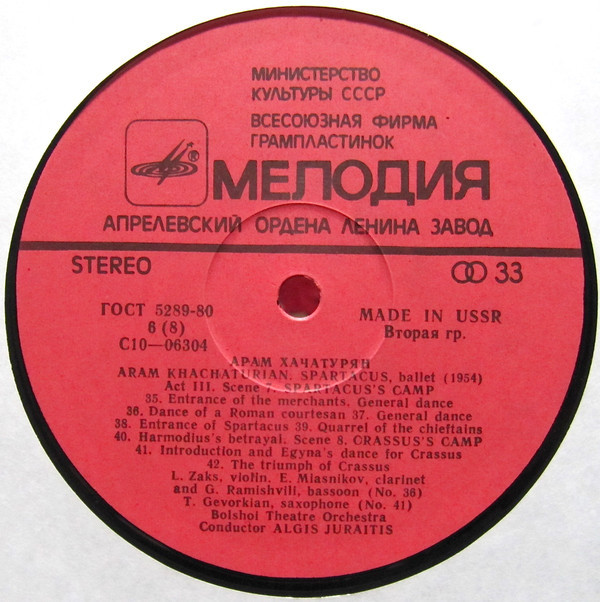 МИНИСТЕРСТВО
КУЛЬТУРЫ СССР
ВСЕСОЮЗНАЯ ФИРМА
ГРАМПЛАСТИНОК
®
МЕЛОДИЯ
АПРЕЛЕВСКИЙ ОРДЕНА ЛЕНИНА ЗАВОД
STEREO
33
ГОСТ 5289-80
6 (8)
С10—06304
MADE IN USSR
Вторая гр.
АРАМ ХАЧАТУРЯН
ARAM KHACHATURIAN, SPARTACUS, ballet (1954)
Act III. Scene 7. SPARTACUS'S CAMP
35. Entrance of the merchants. General dance
36. Dance of a Roman courtesan 37. General dance
38. Entrance of Spartacus 39. Quarrel of the chieftains
40. Harmodius's betrayal. Scene 8. CRASSUS'S CAMP
41. Introduction and Egyna's dance for Crassus
42. The triumph of Crassus
L. Zaks, violin, E. Miasnikov, clarinet
and G. Ramishvili, bassoon (No. 36)
T. Gevorkian, saxophone (No. 41)
Bolshoi Theatre Orchestra
Conductor ALGIS JURAITIS